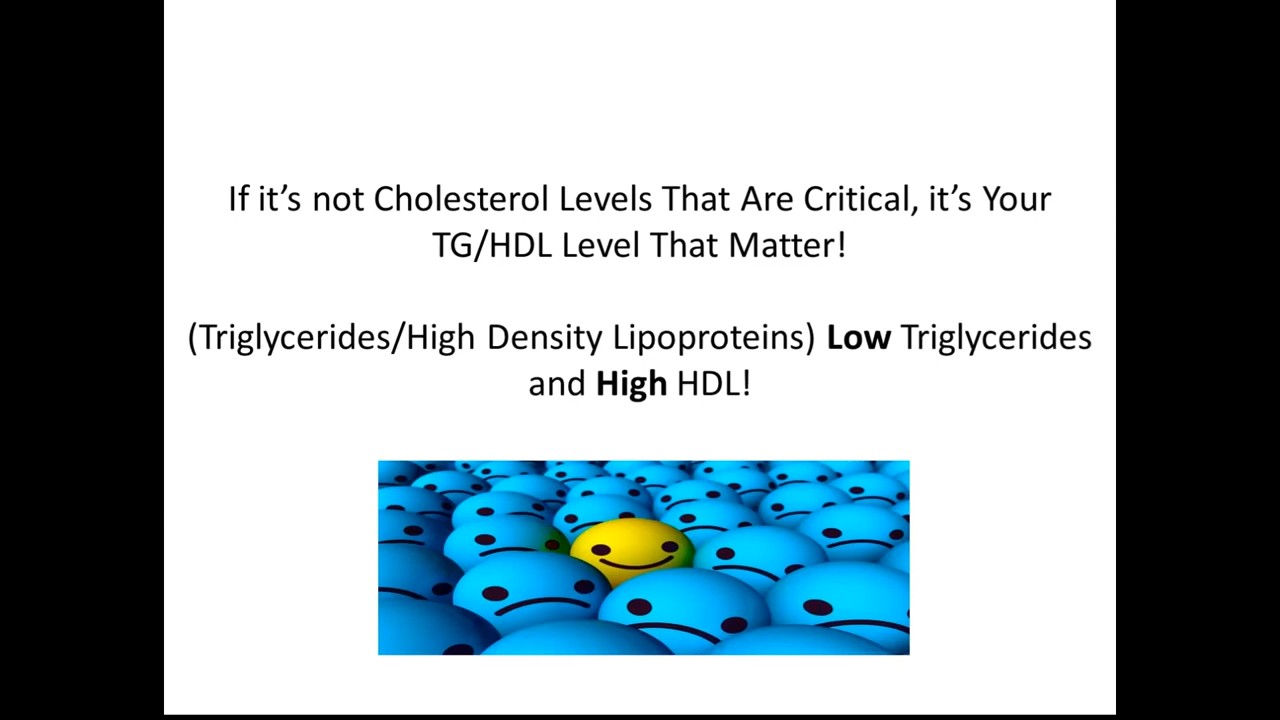 If it’s not Cholesterol Levels That Are Critical, it’s Your
TG/HDL Level That Matter!
(Triglycerides/High Density Lipoproteins) Low Triglycerides
and High HDL!